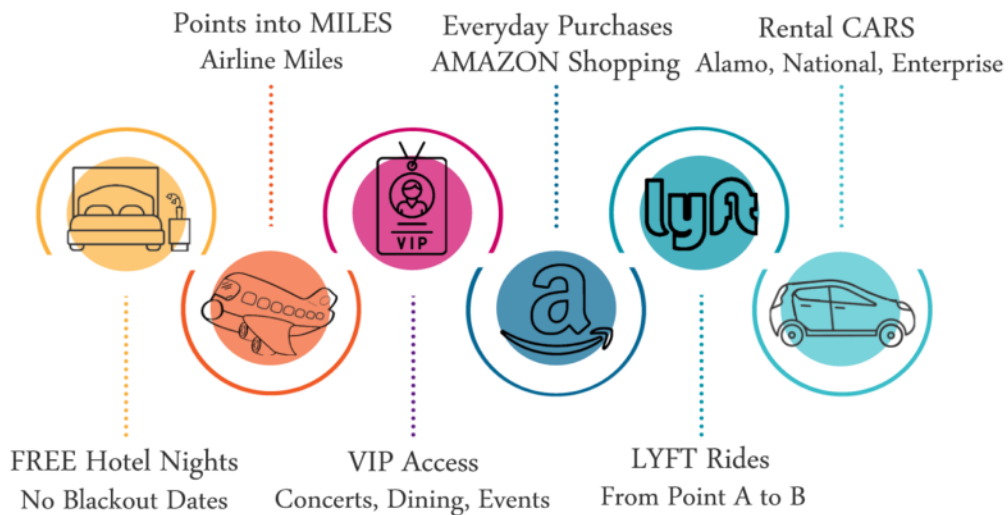 Points into MILES
Airline Miles
Everyday Purchases
AMAZON Shopping
Rental CARS
Alamo, National, Enterprise
VIP
a
lyft
FREE Hotel Nights
No Blackout Dates
VIP Access
Concerts, Dining, Events
LYFT Rides
From Point A to B